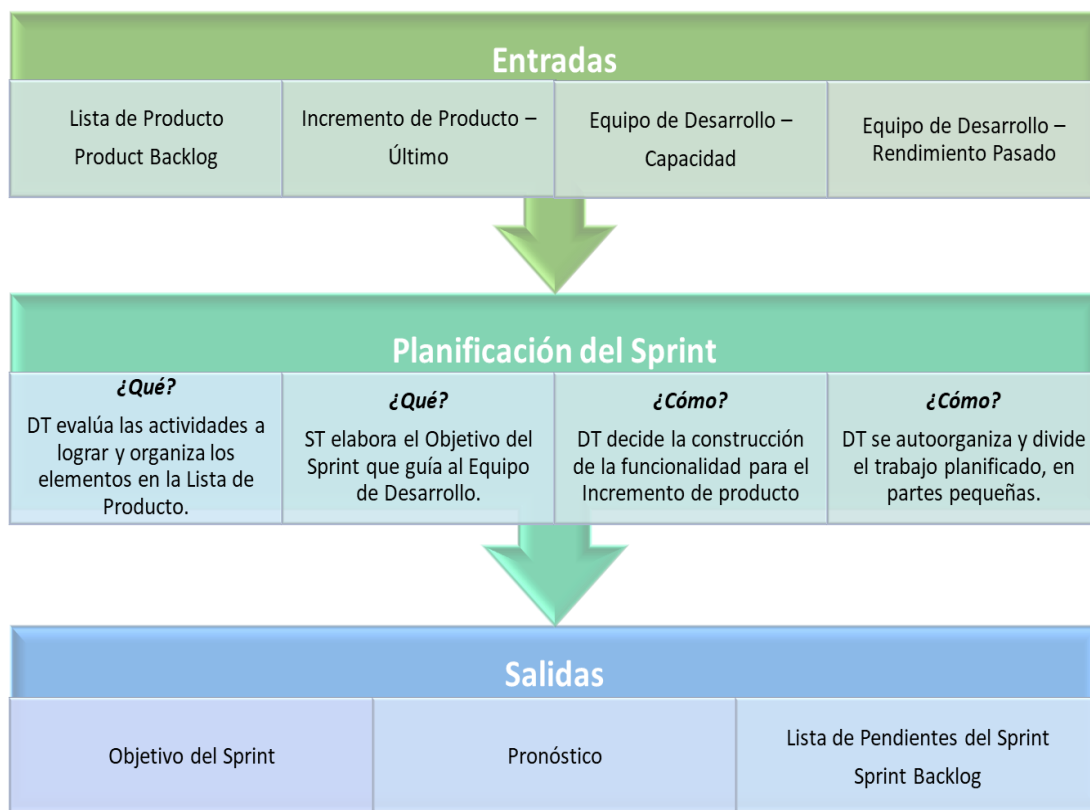 Entradas
Lista de Producto
Product Backlog
Incremento de Producto –
Último
Equipo de Desarrollo –
Capacidad
Equipo de Desarrollo –
Rendimiento Pasado
Planificación del Sprint
¿Qué?
DT evalúa las actividades a
lograr y organiza los
elementos en la Lista de
Producto.
¿Qué?
ST elabora el Objetivo del
Sprint que guía al Equipo
de Desarrollo.
¿Cómo?
DT decide la construcción
de la funcionalidad para el
Incremento de producto
¿Cómo?
DT se autoorganiza y divide
el trabajo planificado, en
partes pequeñas.
Salidas
Objetivo del Sprint
Pronóstico
Lista de Pendientes del Sprint
Sprint Backlog